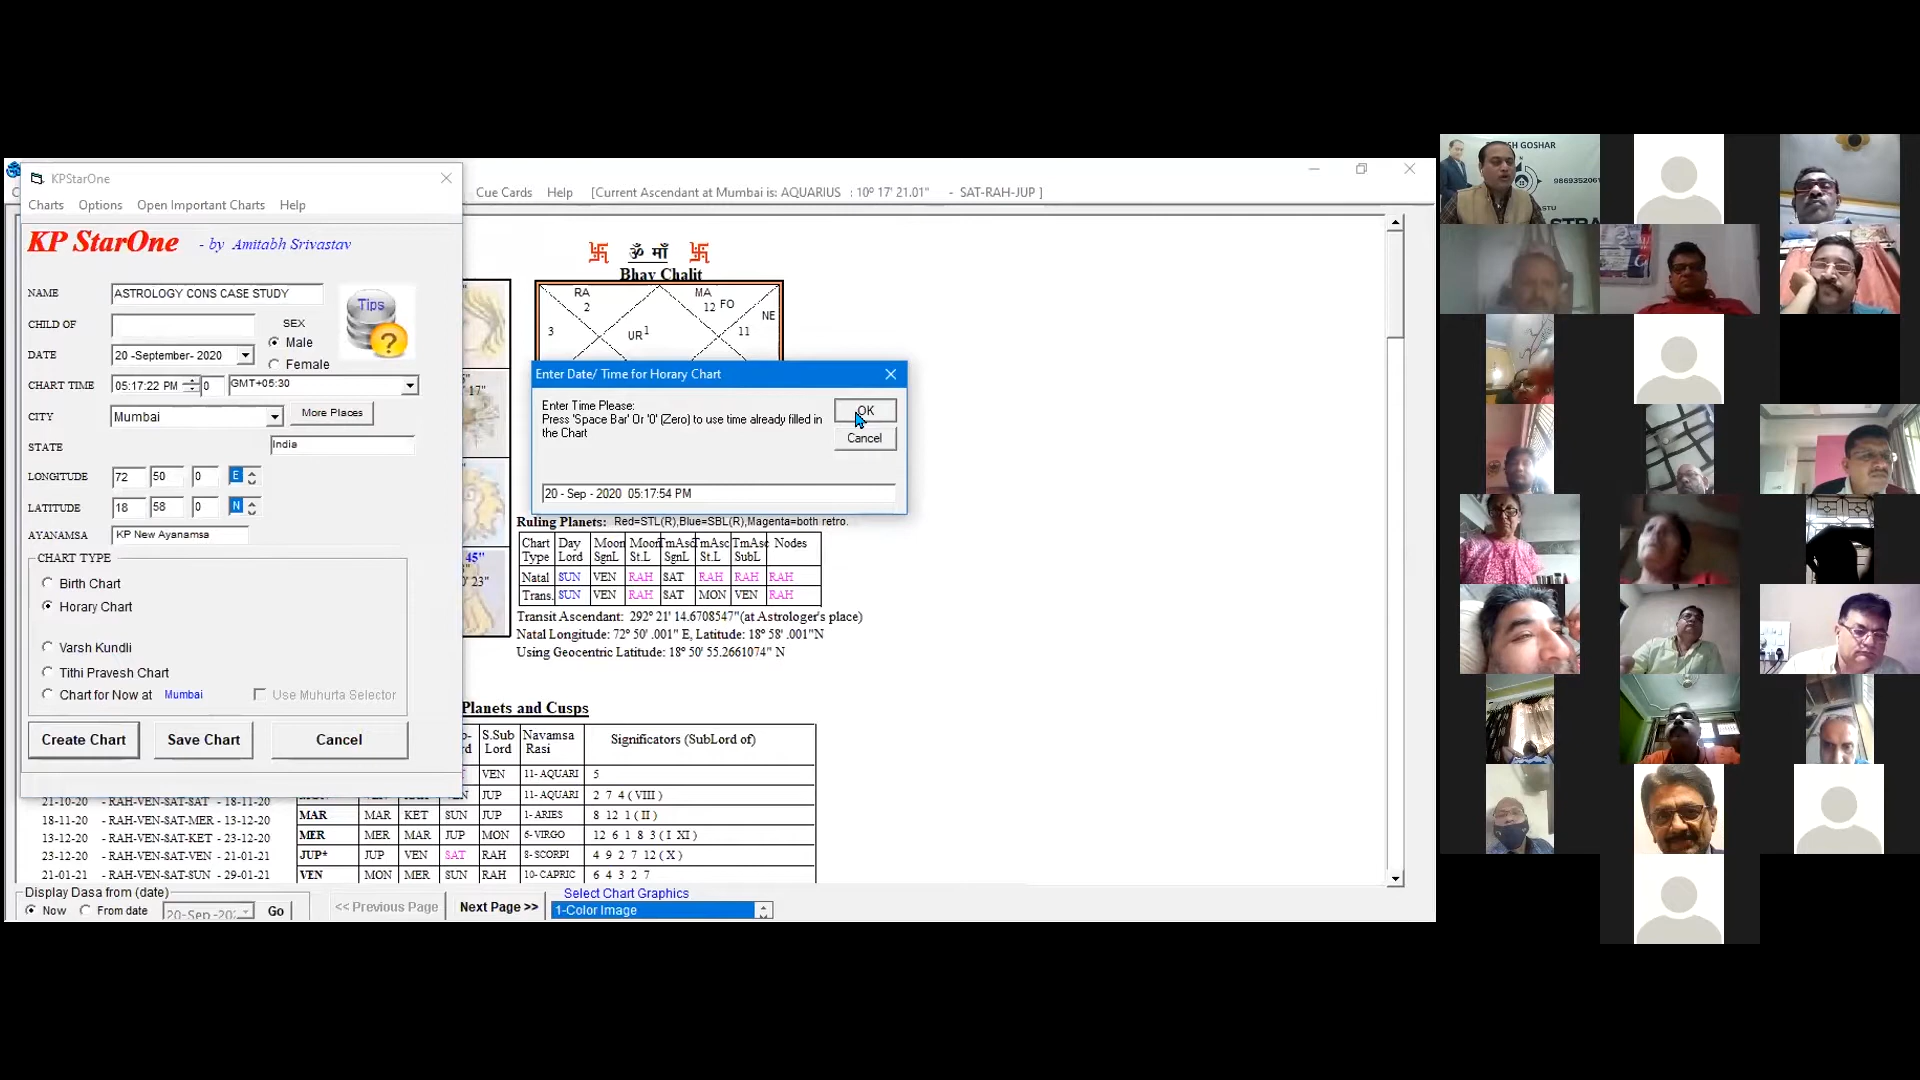 KPStarOne
Charts Options Open Important Charts Help
KP StarOne - by Amitabh Srivastav
NAME ASTROLOGY CONS CASE STUDY
Tips
CHILD OF
SEX
Male
Female
DATE 20 -September- 2020
CHART TIME 05:17:22 PM 0 GMT+05:30
CITY Mumbai More Places
STATE India
LONGITUDE 72 50 0 E
LATITUDE 18 58 0 N
AYANAMSA KP New Ayanamsa
CHART TYPE
Birth Chart
Horary Chart
Varsh Kundli
Tithi Pravesh Chart
Chart for Now at Mumbai Use Muhurta Selector
Create Chart Save Chart Cancel
Cue Cards Help [Current Ascendant at Mumbai is: AQUARIUS : 10º 17' 21.01" - SAT-RAH-JUP ]
卐 ॐ माँ 卐
Bhav Chalit
RA
2
MA
12 FO
NE
3
UR 1
11
Enter Date/ Time for Horary Chart
Enter Time Please:
Press 'Space Bar' Or '0' (Zero) to use time already filled in
the Chart
OK
Cancel
20 - Sep - 2020 05:17:54 PM
17'
45"
0' 23"
Ruling Planets: Red=STL(R),Blue=SBL(R),Magenta=both retro.
Chart Type Day Lord Moon SgnL Moon St.L TmAsc SgnL TmAsc St.L TmAsc SubL Nodes
Natal SUN VEN RAH SAT RAH RAH RAH
Trans. SUN VEN RAH SAT MON VEN RAH
Transit Ascendant: 292° 21' 14.6708547"(at Astrologer's place)
Natal Longitude: 72° 50' .001" E, Latitude: 18° 58' .001"N
Using Geocentric Latitude: 18° 50' 55.2661074" N
Planets and Cusps
S.Sub Lord Navamsa Rasi Significators (SubLord of)
VEN 11- AQUARI 5
JUP 11- AQUARI 2 7 4 ( VIII )
MAR MAR KET SUN JUP 1- ARIES 8 12 1 ( II )
MER MER MAR JUP MON 6- VIRGO 12 6 1 8 3 ( I XI )
JUP* JUP VEN SAT RAH 8- SCORPI 4 9 2 7 12 ( X )
VEN MON MER SUN RAH 10- CAPRIC 6 4 3 2 7
21-10-20 - RAH-VEN-SAT-SAT - 18-11-20
18-11-20 - RAH-VEN-SAT-MER - 13-12-20
13-12-20 - RAH-VEN-SAT-KET - 23-12-20
23-12-20 - RAH-VEN-SAT-VEN - 21-01-21
21-01-21 - RAH-VEN-SAT-SUN - 29-01-21
Display Dasa from (date)
Now From date Go
<< Previous Page Next Page >>
Select Chart Graphics
1-Color Image
SH GOSHAR
9869352061